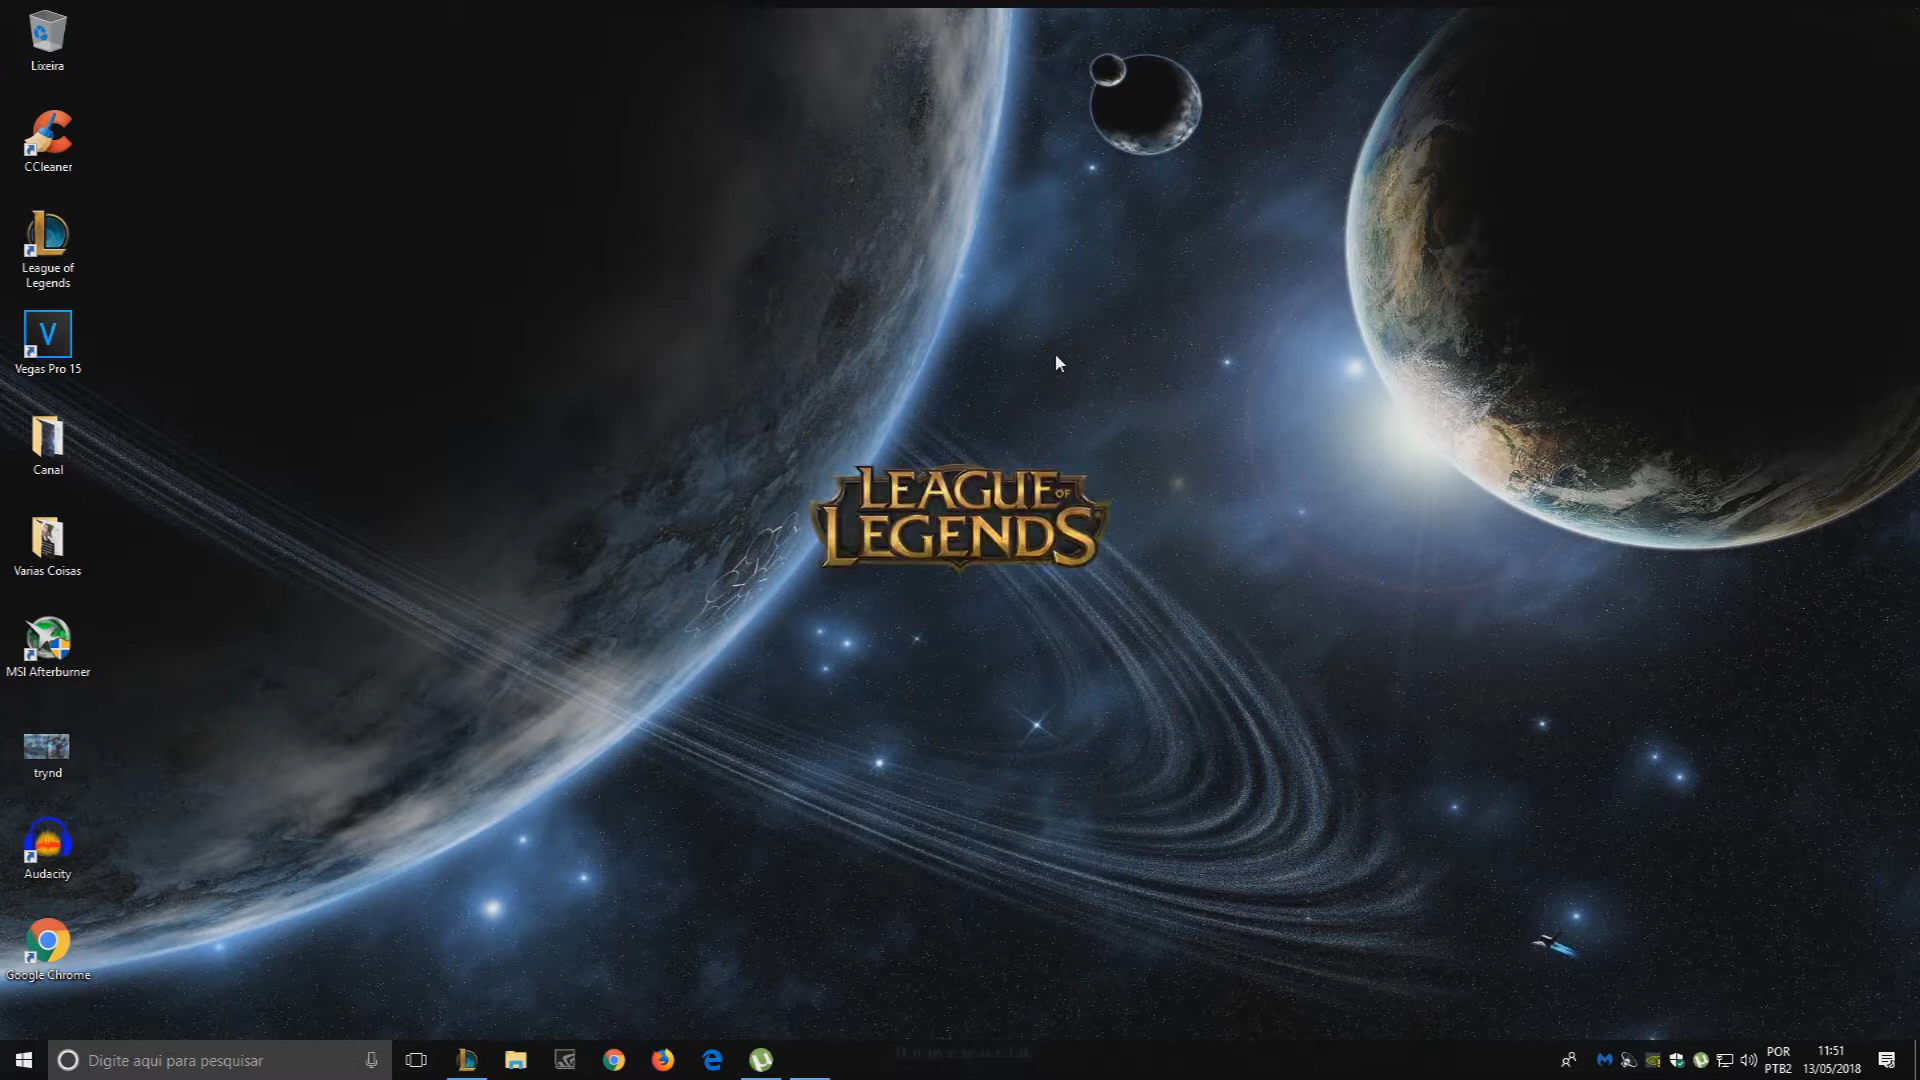 Lixeira
CCleaner
League of
Legends
Vegas Pro 15
Canal
Varias Coisas
MSI Afterburner
trynd
Audacity
Google Chrome
LEAGUE OF
LEGENDS
Digite aqui para pesquisar
POR
PTB2
11:51
13/05/2018